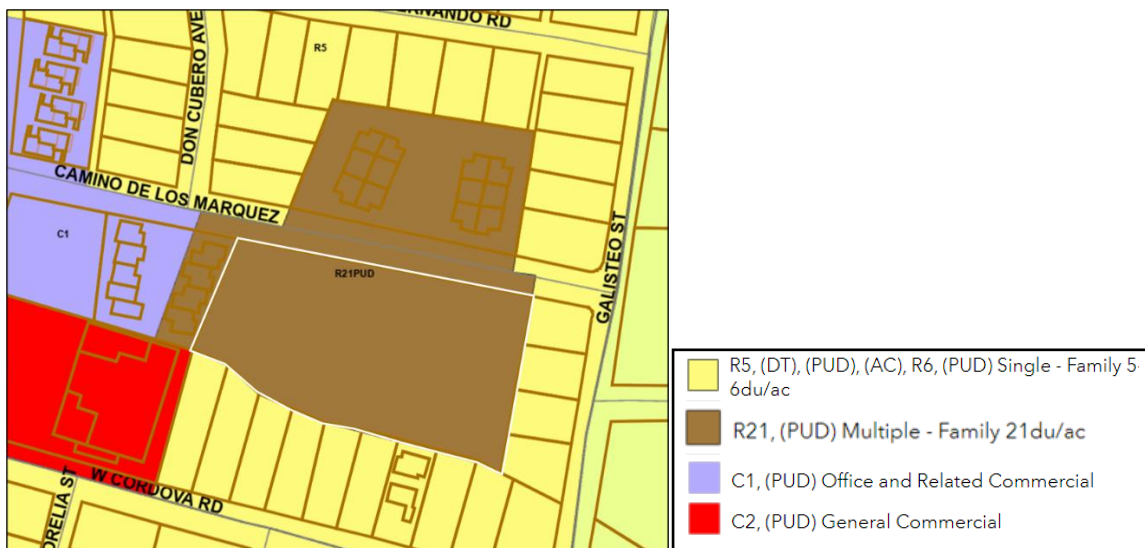 ERNANDO RD
R5
DON CUBERO AVE
CAMINO DE LOS MARQUEZ
C1
R21PUD
GALISTEO ST
W CORDOVA RD
ORELIA ST
R5, (DT), (PUD), (AC), R6, (PUD) Single - Family 5-
6du/ac
R21, (PUD) Multiple - Family 21du/ac
C1, (PUD) Office and Related Commercial
C2, (PUD) General Commercial